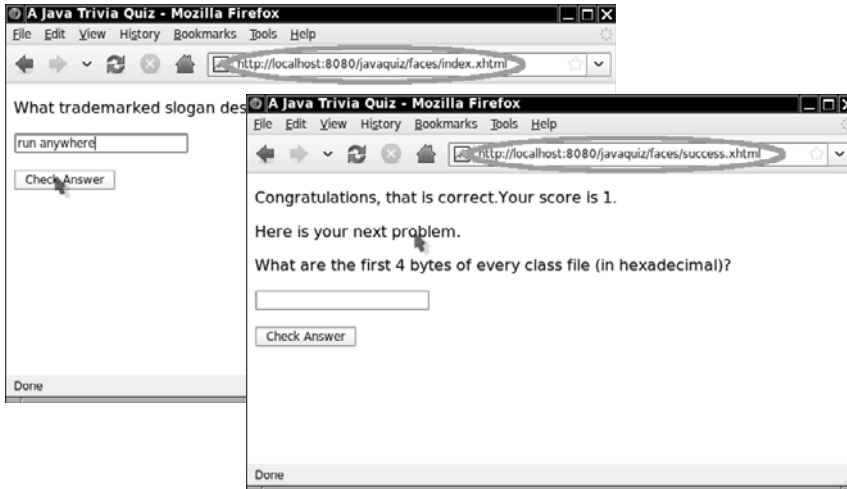 A Java Trivia Quiz - Mozilla Firefox
File Edit View History Bookmarks Tools Help
http://localhost:8080/javaquiz/faces/index.xhtml
What trademarked slogan des
run anywhere
Check Answer
Done
A Java Trivia Quiz - Mozilla Firefox
File Edit View History Bookmarks Tools Help
http://localhost:8080/javaquiz/faces/success.xhtml
Congratulations, that is correct.Your score is 1.
Here is your next problem.
What are the first 4 bytes of every class file (in hexadecimal)?
Check Answer
Done